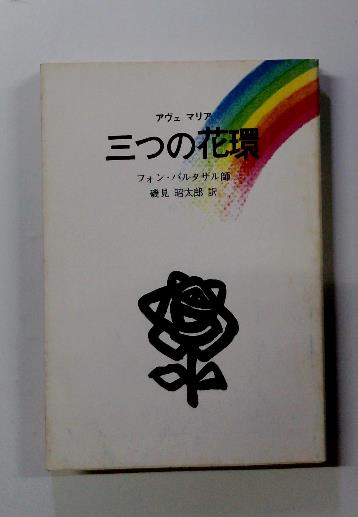 アヴェ マリア
三つの花環
フォン・バルタザル師
磯見 昭太郎 訳